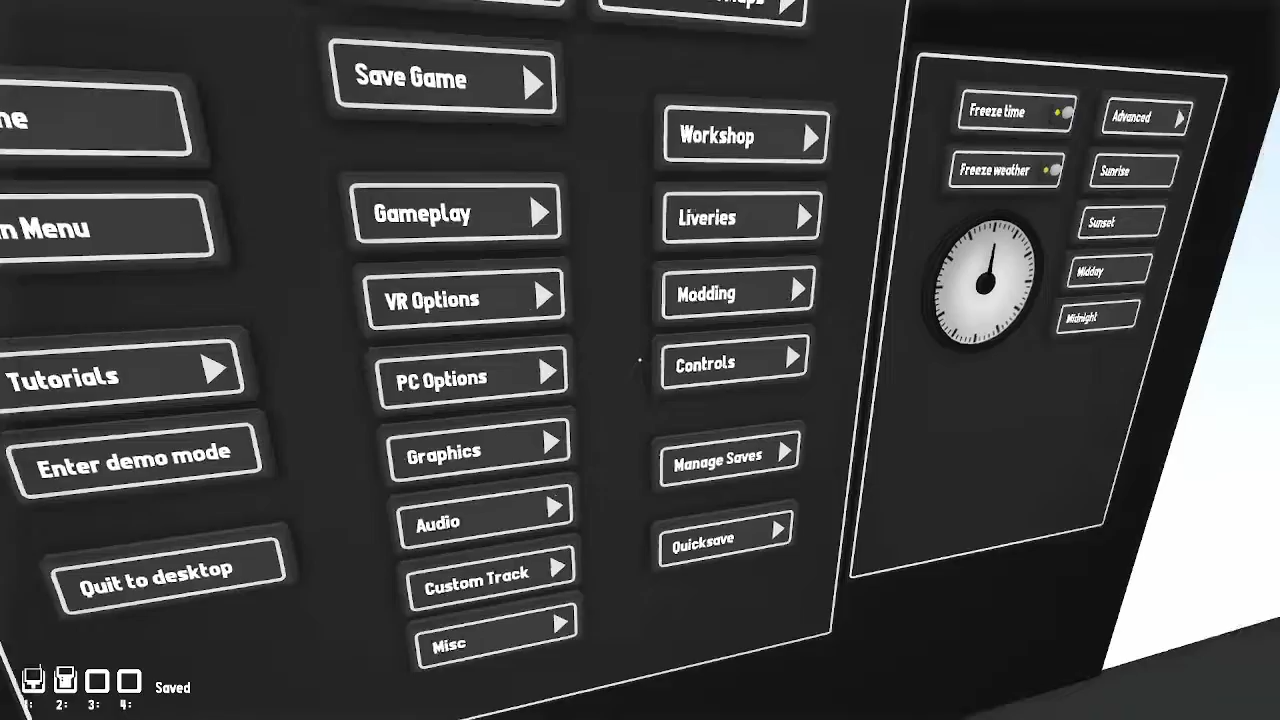 Save Game
Workshop
Gameplay
Liveries
VR Options
Modding
Tutorials
PC Options
Controls
Enter demo mode
Graphics
Manage Saves
Quit to desktop
Audio
Quicksave
Custom Track
Misc
Freeze time
Advanced
Freeze weather
Sunrise
Sunset
Midday
Midnight
n Menu
1: 2: 3: 4: Saved